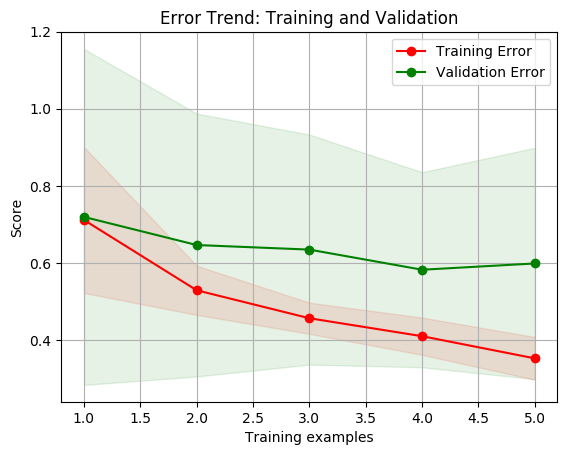 Error Trend: Training and Validation
Training Error
Validation Error
Score
1.2
1.0
0.8
0.6
0.4
1.0 1.5 2.0 2.5 3.0 3.5 4.0 4.5 5.0
Training examples